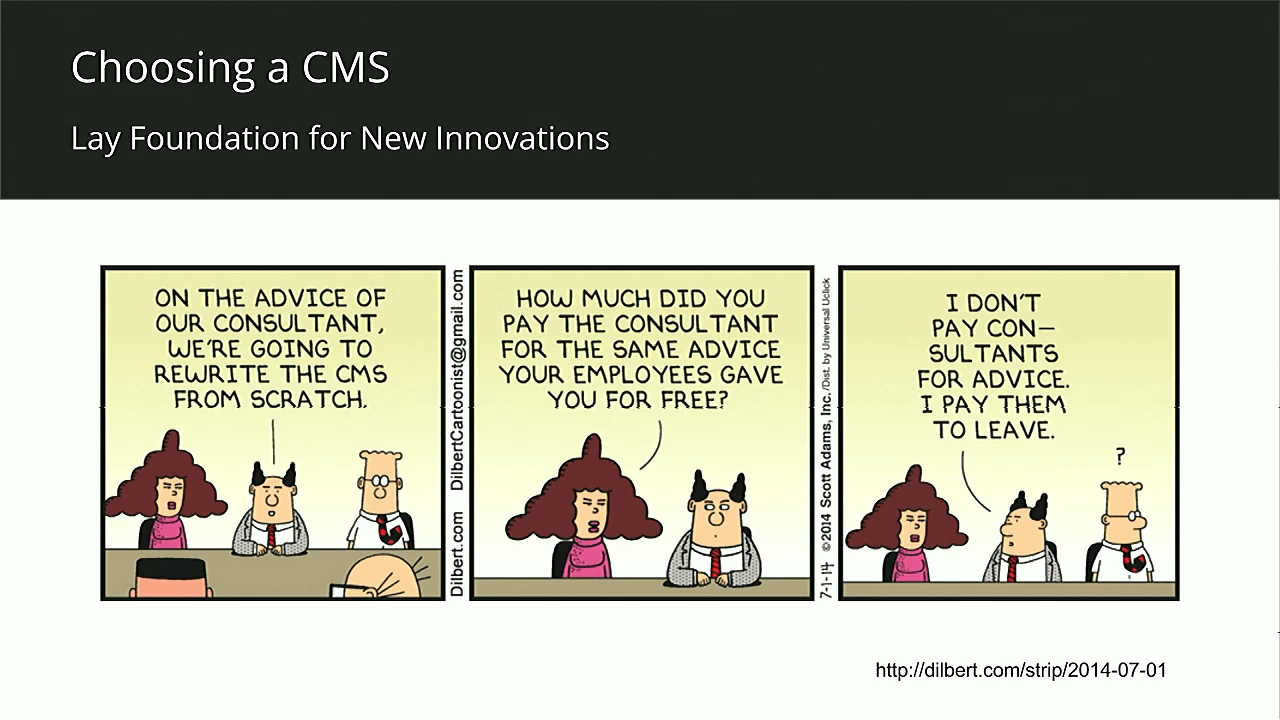 Choosing a CMS
Lay Foundation for New Innovations
ON THE ADVICE OF
OUR CONSULTANT,
WE'RE GOING TO
REWRITE THE CMS
FROM SCRATCH.
Dilbert.com DilbertCartoonist@gmail.com
HOW MUCH DID YOU
PAY THE CONSULTANT
FOR THE SAME ADVICE
YOUR EMPLOYEES GAVE
YOU FOR FREE?
7-1-14 ©2014 Scott Adams, Inc. /Dist. by Universal Uclick
I DON'T
PAY CON-
SULTANTS
FOR ADVICE.
I PAY THEM
TO LEAVE.
?
http://dilbert.com/strip/2014-07-01